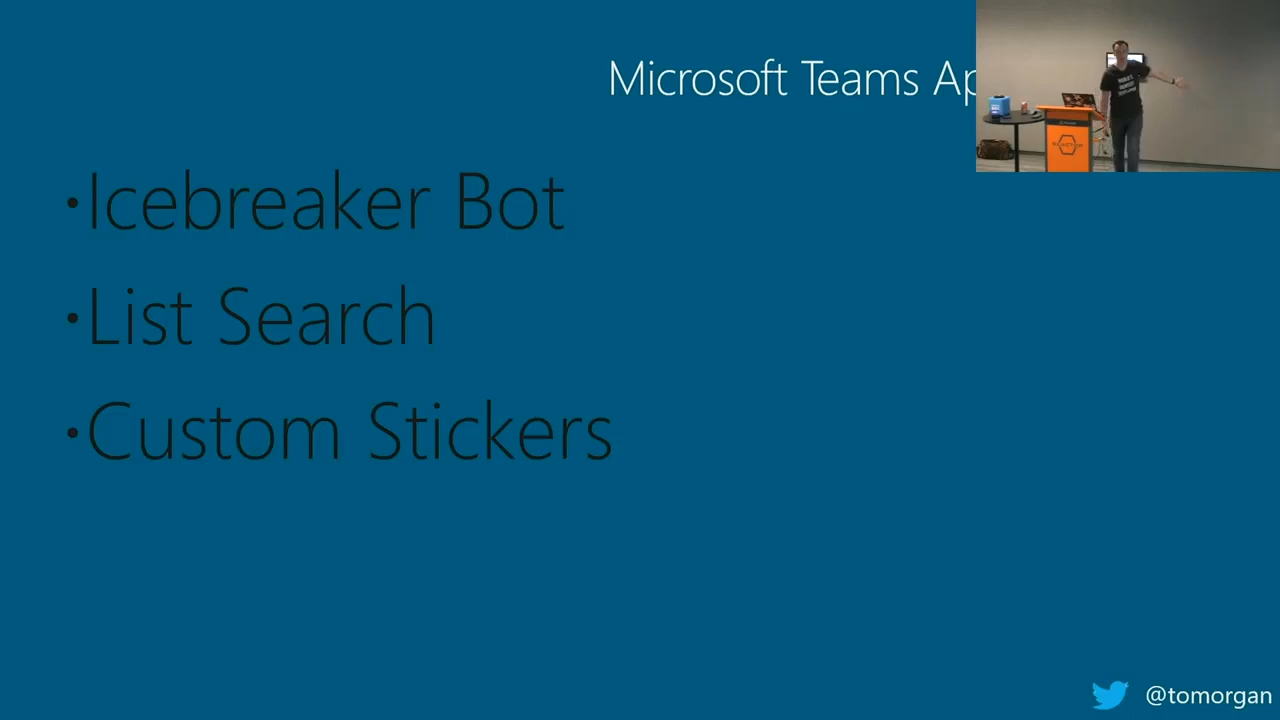 Microsoft Teams Ap
•Icebreaker Bot
•List Search
•Custom Stickers
@tomorgan